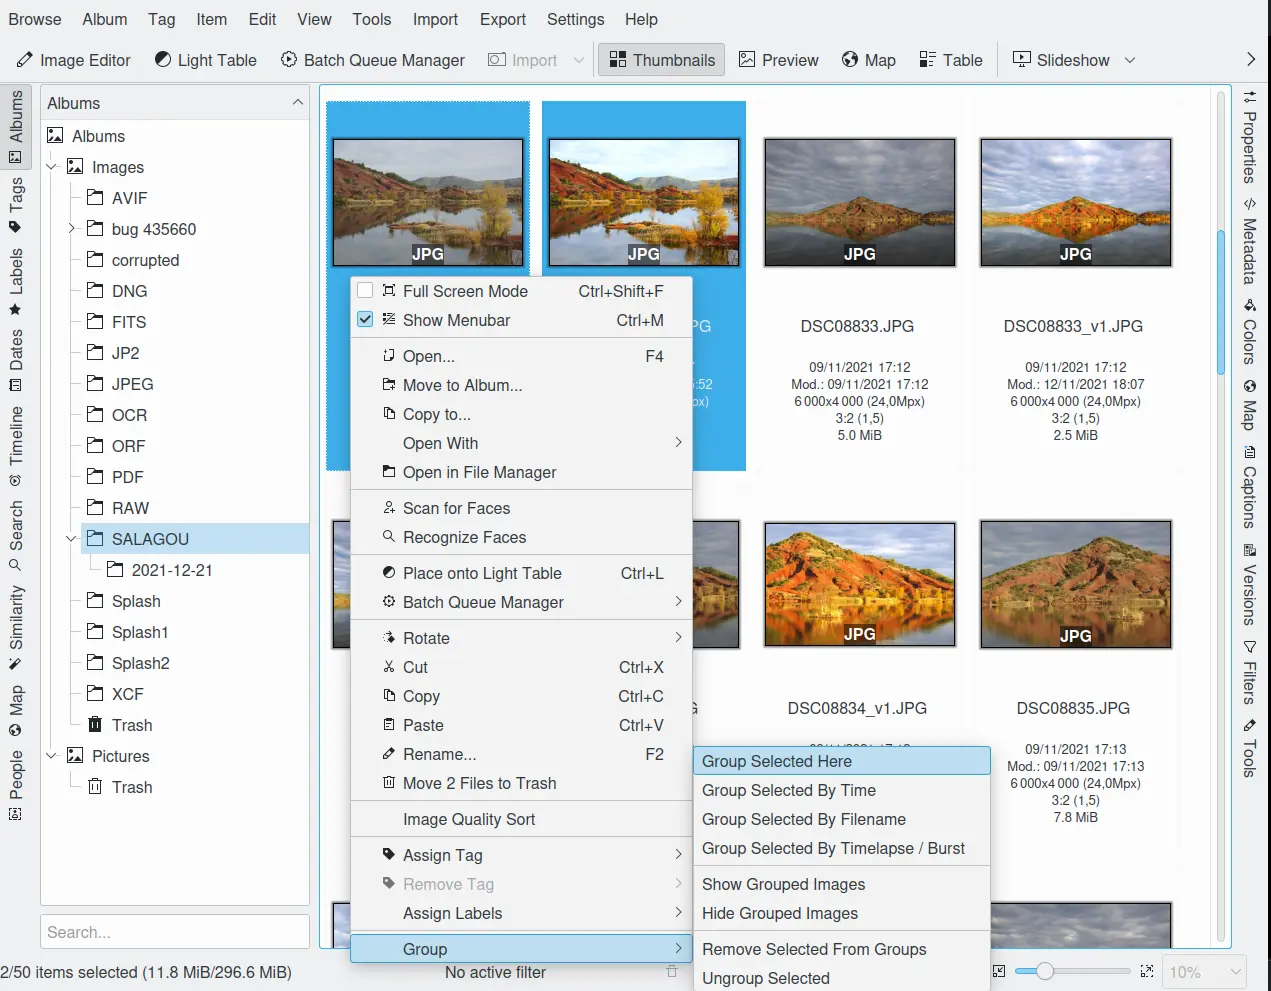 Browse Album Tag Item Edit View Tools Import Export Settings Help
Image Editor Light Table Batch Queue Manager Import Thumbnails Preview Map Table Slideshow
Albums
Tags
Labels
Dates
Timeline
Search
Similarity
Map
People
Albums
Albums
Images
AVIF
bug 435660
corrupted
DNG
FITS
JP2
JPEG
OCR
ORF
PDF
RAW
SALAGOU
2021-12-21
Splash
Splash1
Splash2
XCF
Trash
Pictures
Trash
Search...
JPG
JPG
JPG
JPG
DSC08833.JPG
09/11/2021 17:12
Mod.: 09/11/2021 17:12
6 000x4 000 (24,0Mpx)
3:2 (1,5)
5.0 MiB
DSC08833_v1.JPG
09/11/2021 17:12
Mod.: 12/11/2021 18:07
6 000x4 000 (24,0Mpx)
3:2 (1,5)
2.5 MiB
JPG
JPG
DSC08834_v1.JPG
DSC08835.JPG
09/11/2021 17:13
Mod.: 09/11/2021 17:13
6 000x4 000 (24,0Mpx)
3:2 (1,5)
7.8 MiB
Full Screen Mode Ctrl+Shift+F
Show Menubar Ctrl+M
Open... F4
Move to Album...
Copy to...
Open With
Open in File Manager
Scan for Faces
Recognize Faces
Place onto Light Table Ctrl+L
Batch Queue Manager
Rotate
Cut Ctrl+X
Copy Ctrl+C
Paste Ctrl+V
Rename... F2
Move 2 Files to Trash
Image Quality Sort
Assign Tag
Remove Tag
Assign Labels
Group
Group Selected Here
Group Selected By Time
Group Selected By Filename
Group Selected By Timelapse / Burst
Show Grouped Images
Hide Grouped Images
Remove Selected From Groups
Ungroup Selected
Properties
Metadata
Colors
Map
Captions
Versions
Filters
Tools
2/50 items selected (11.8 MiB/296.6 MiB) No active filter 10%